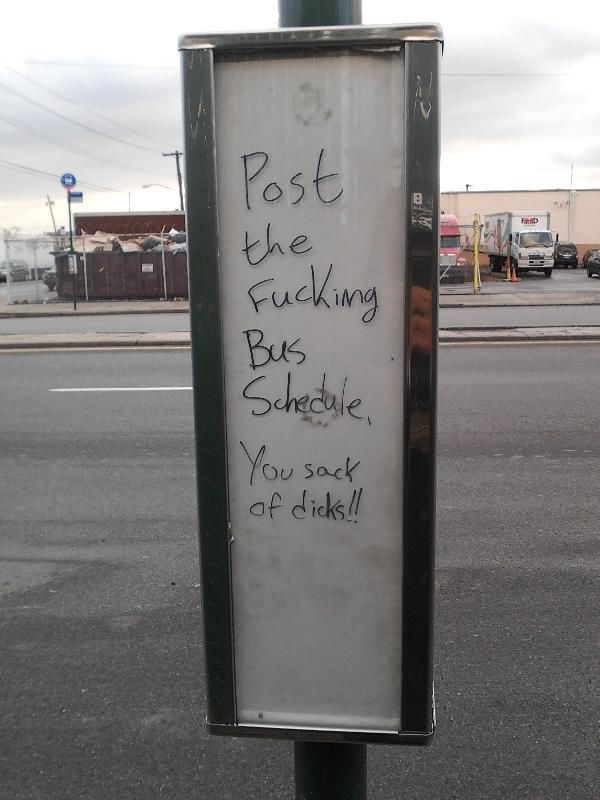 Post
the
Fucking
Bus
Schedule,
You sack
of dicks!!